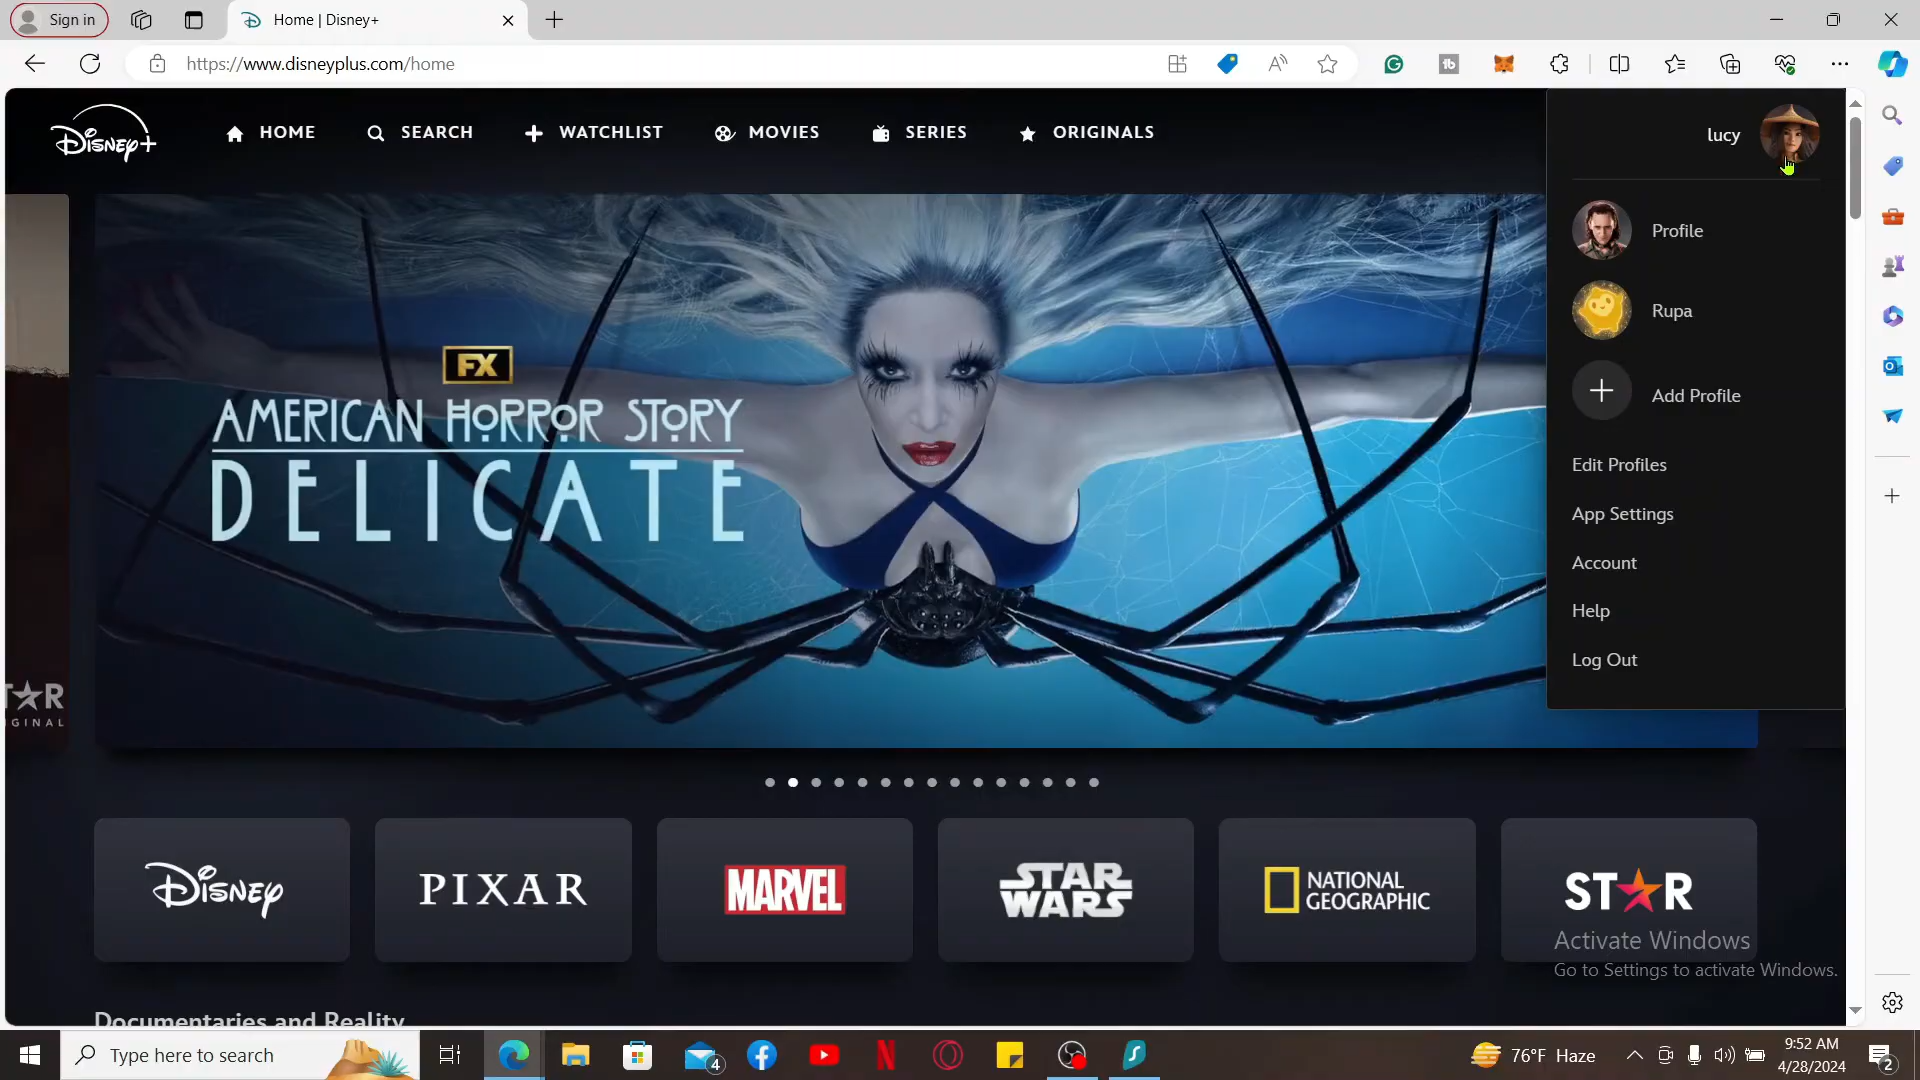 Sign in
Home | Disney+
https://www.disneyplus.com/home
Disney+
HOME
SEARCH
WATCHLIST
MOVIES
SERIES
ORIGINALS
lucy
Profile
Rupa
Add Profile
Edit Profiles
App Settings
Account
Help
Log Out
FX
AMERICAN HORROR STORY
DELICATE
Disney
PIXAR
MARVEL
STAR
WARS
NATIONAL
GEOGRAPHIC
STAR
Activate Windows
Go to Settings to activate Windows.
Documentaries and Reality
Type here to search
4
76°F Haze
9:52 AM
4/28/2024
2